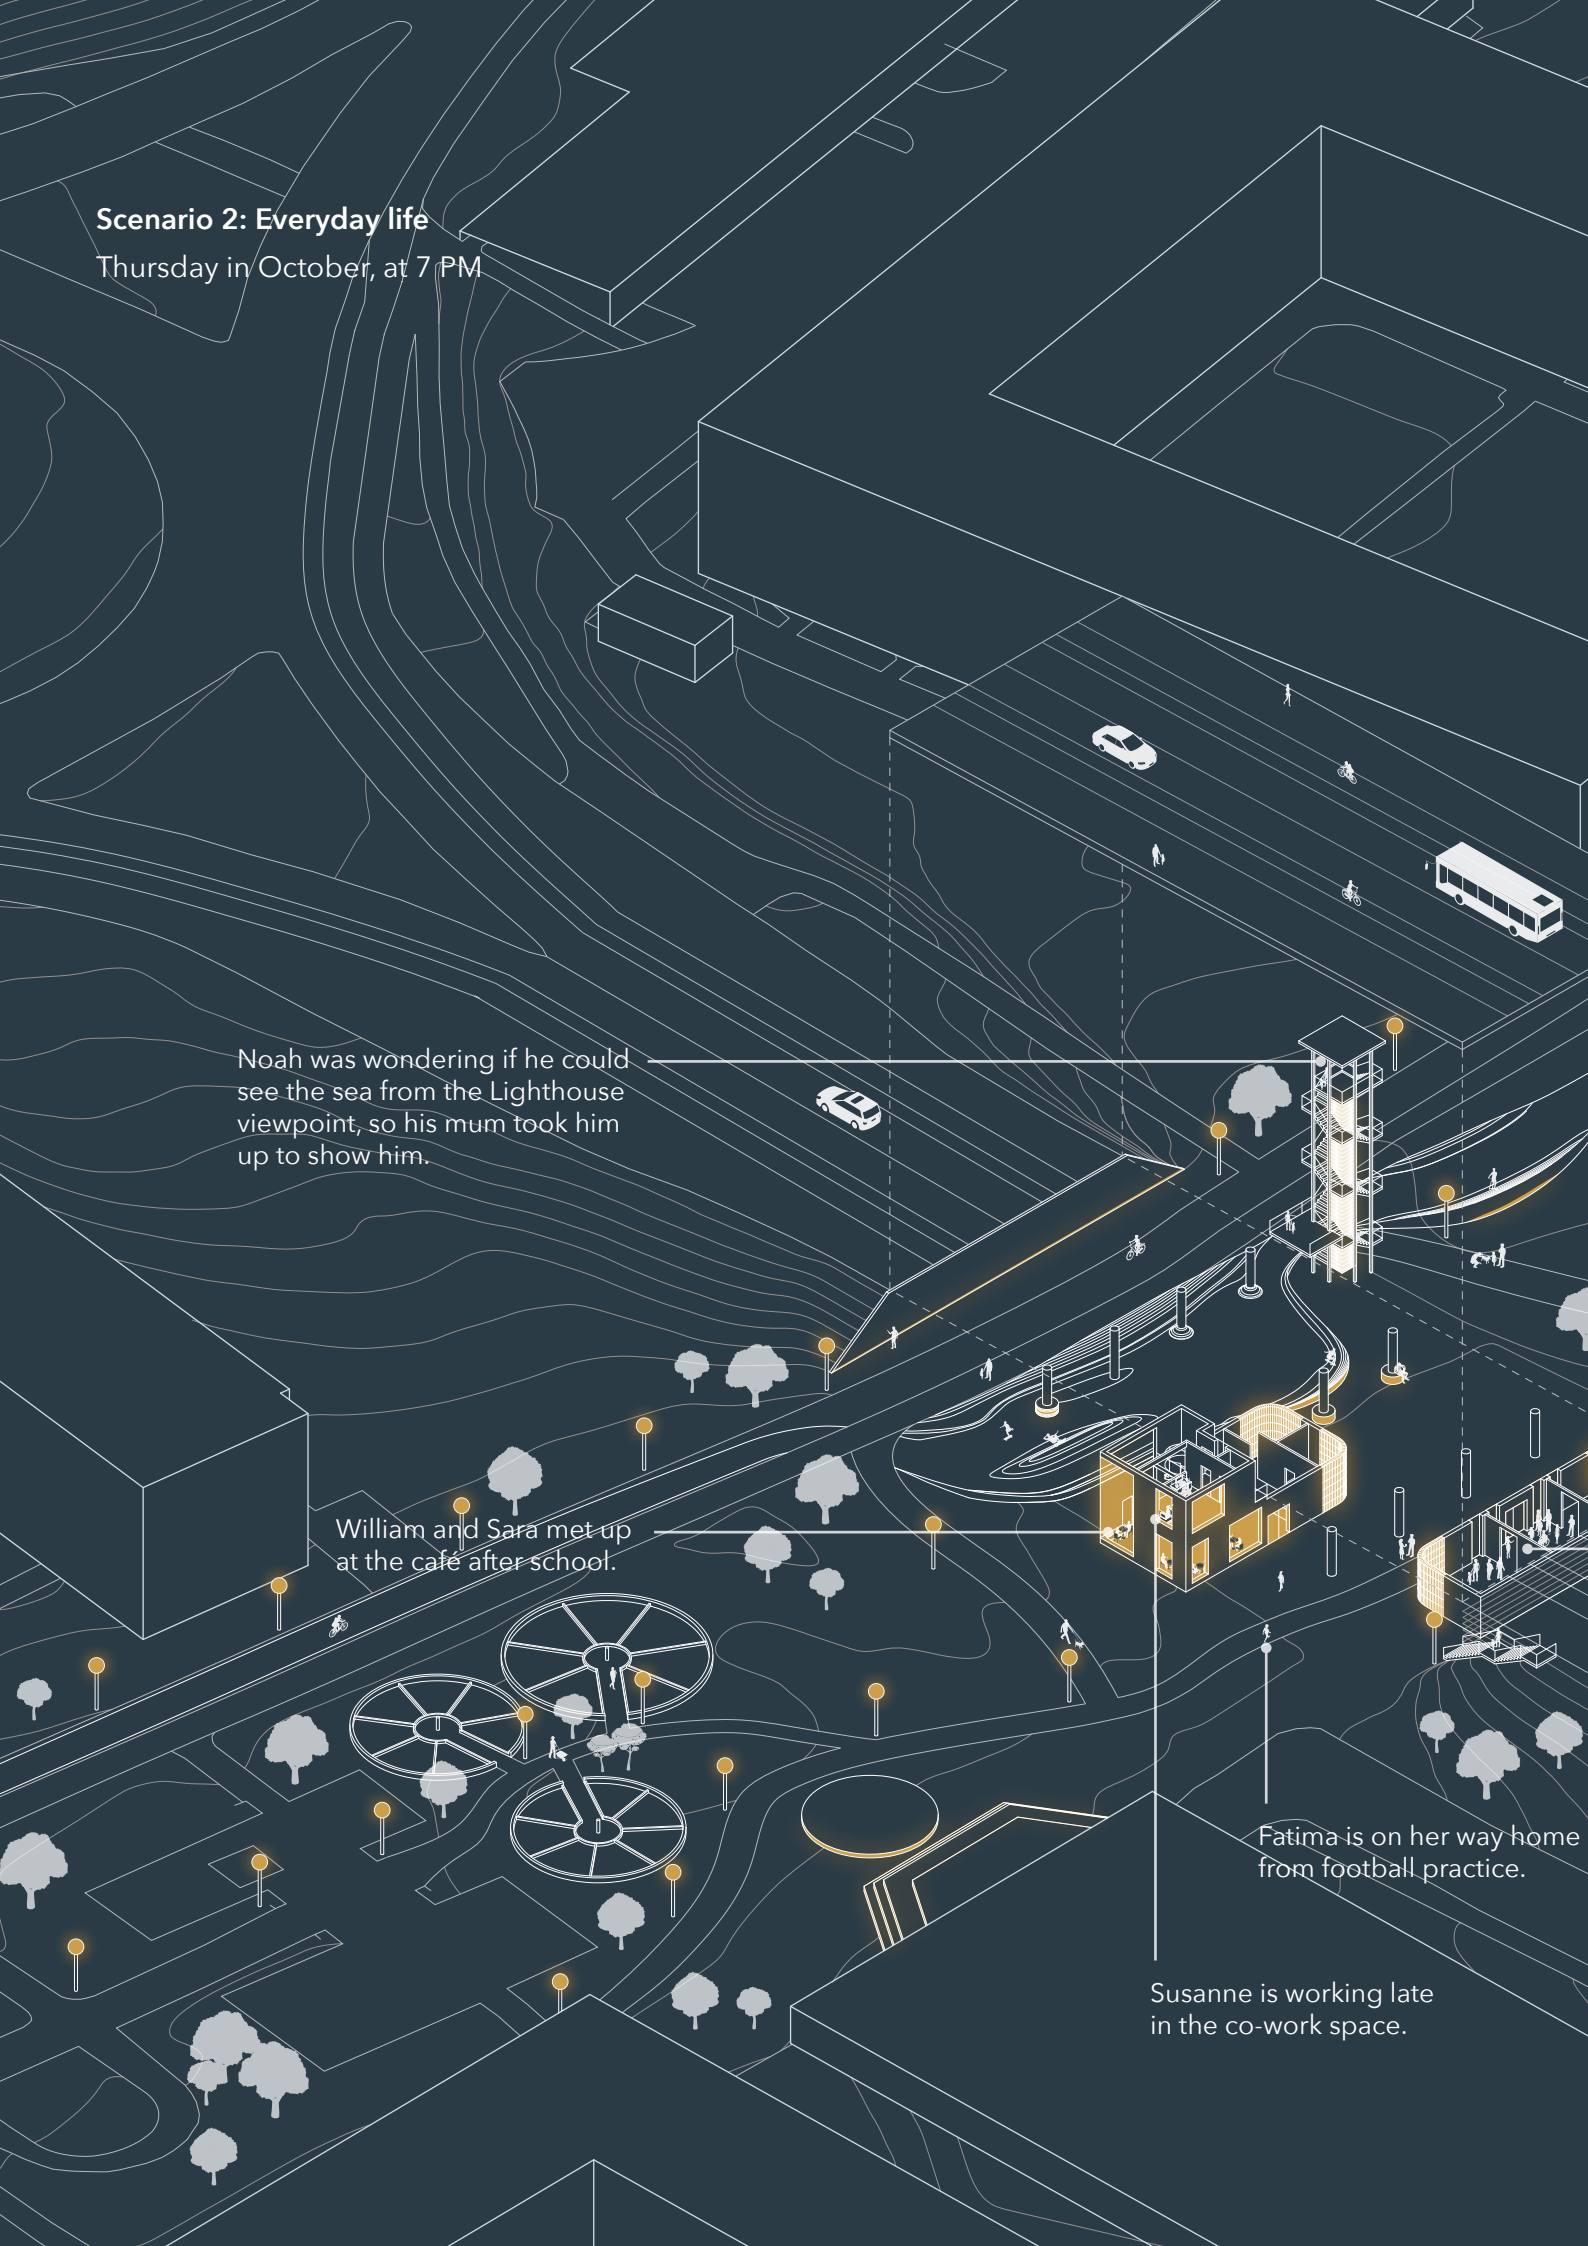 Scenario 2: Everyday life
Thursday in October, at 7 PM
Noah was wondering if he could
see the sea from the Lighthouse
viewpoint, so his mum took him
up to show him.
William and Sara met up
at the café after school.
Fatima is on her way home
from football practice.
Susanne is working late
in the co-work space.